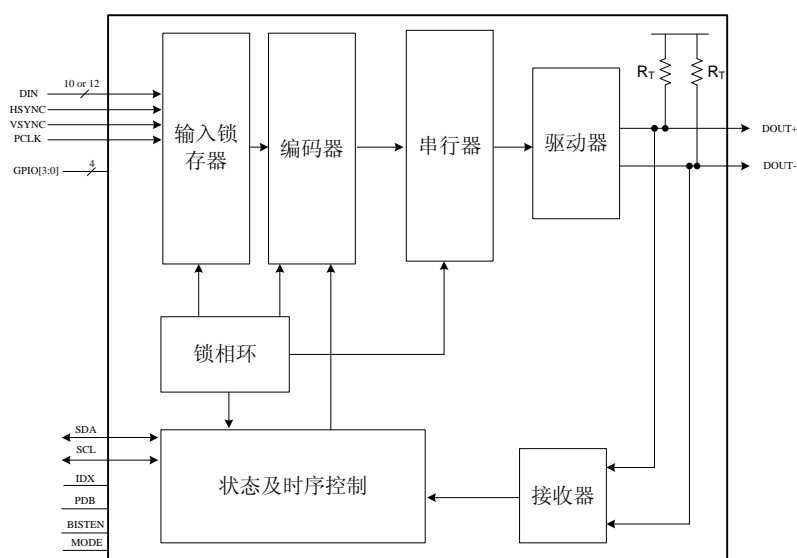 10 or 12
DIN
HSYNC
VSYNC
PCLK
4
GPIO[3:0]
输入锁
存器
编码器
串行器
驱动器
RT
RT
DOUT+
DOUT-
锁相环
SDA
SCL
IDX
PDB
BISTEN
MODE
状态及时序控制
接收器